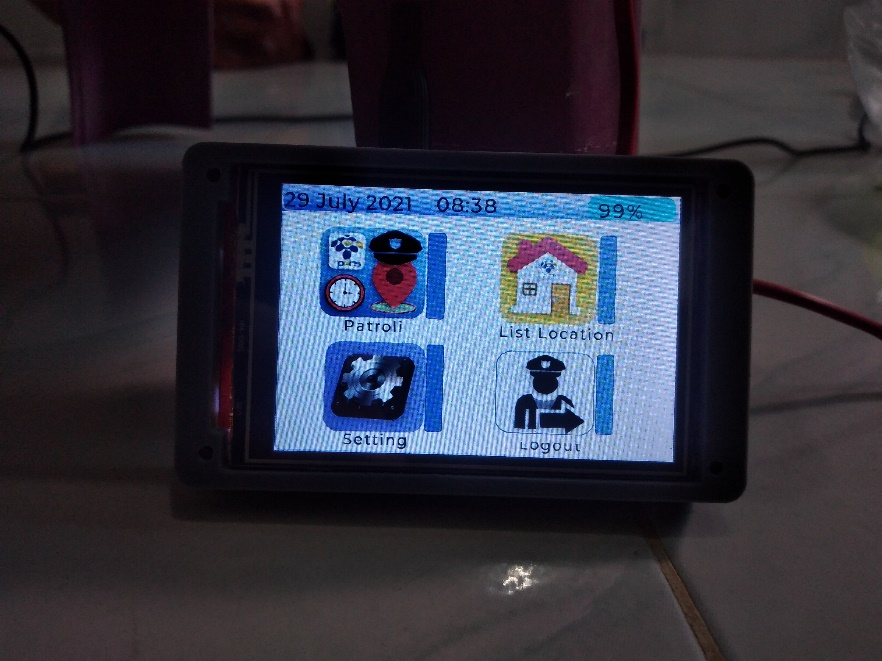 29 July 2021 08:38 99%
Patroli
List Location
Setting
Logout